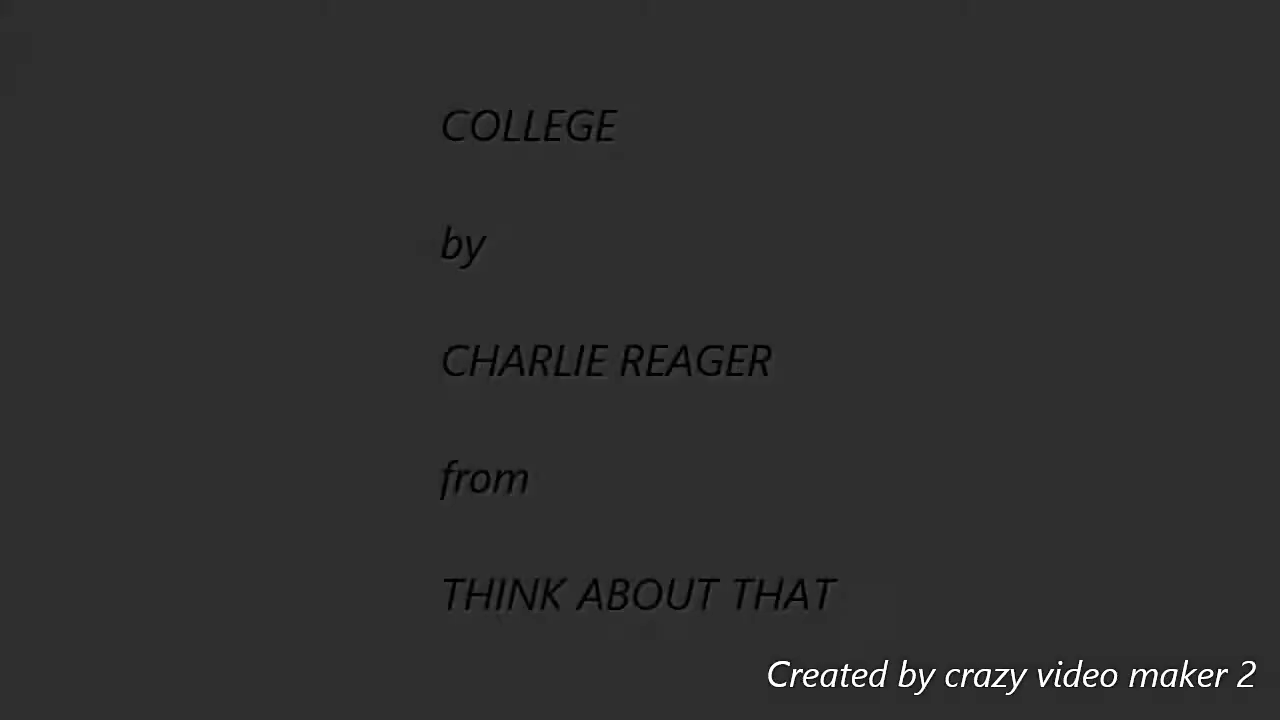 COLLEGE
by
CHARLIE REAGER
from
THINK ABOUT THAT
Created by crazy video maker 2